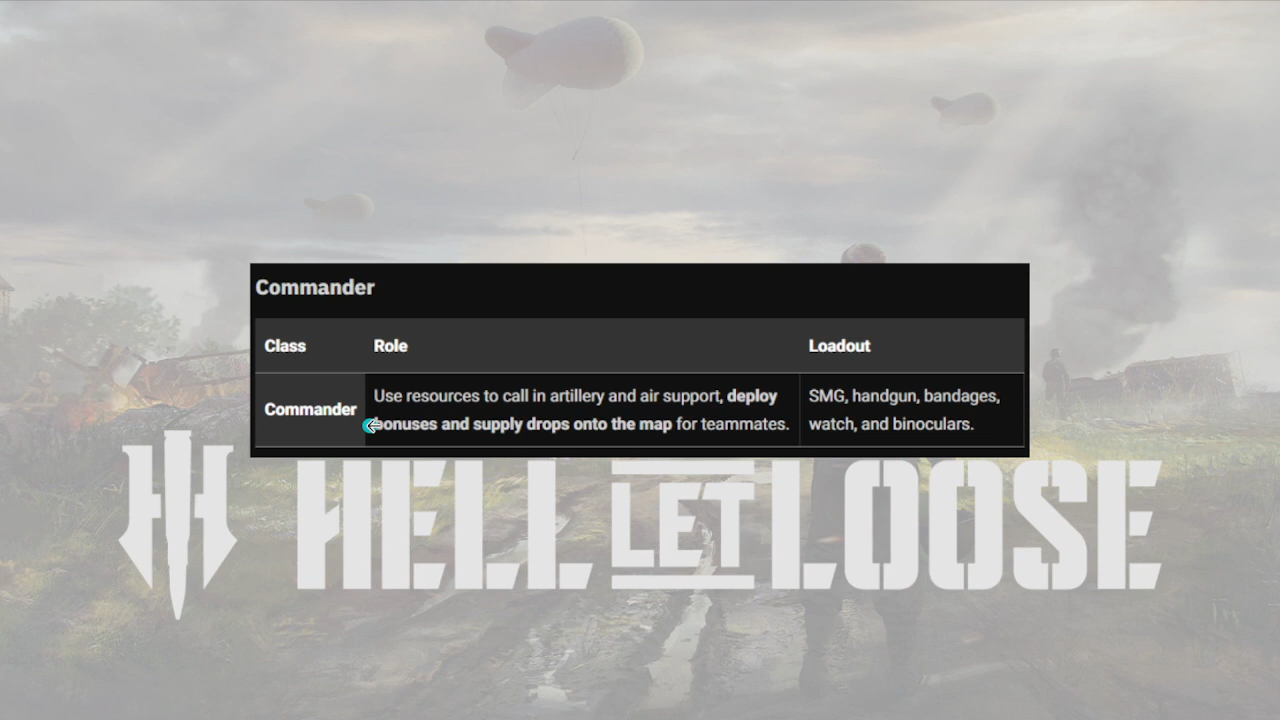 Commander
Class Role Loadout
Commander Use resources to call in artillery and air support, deploy bonuses and supply drops onto the map for teammates. SMG, handgun, bandages, watch, and binoculars.
HELL LET LOOSE